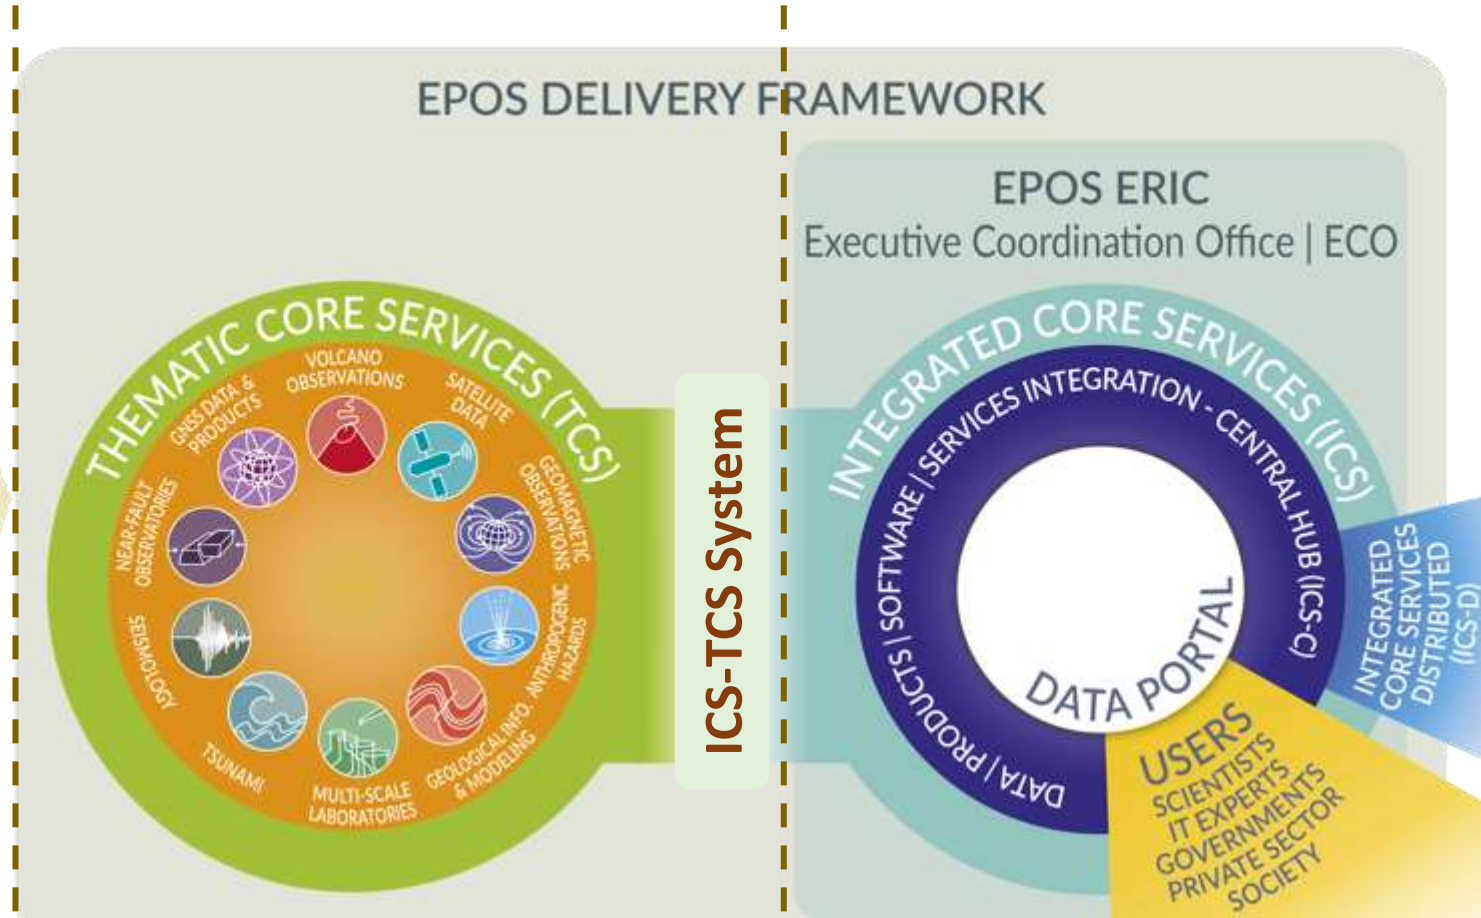 EPOS DELIVERY FRAMEWORK
EPOS ERIC
Executive Coordination Office | ECO
THEMATIC CORE SERVICES (TCS)
VOLCANO
OBSERVATIONS
SATELLITE
DATA
GEOMAGNETIC
OBSERVATIONS
ANTHROPOGENIC
HAZARDS
GEOLOGICAL INFO.
& MODELING
MULTI-SCALE
LABORATORIES
TSUNAMI
SEISMOLOGY
NEAR-FAULT
OBSERVATORIES
GNSS DATA &
PRODUCTS
ICS-TCS System
INTEGRATED CORE SERVICES (ICS)
DATA | PRODUCTS | SOFTWARE | SERVICES INTEGRATION - CENTRAL HUB (ICS-C)
DATA PORTAL
INTEGRATED
CORE SERVICES
DISTRIBUTED
(ICS-D)
USERS
SCIENTISTS
IT EXPERTS
GOVERNMENTS
PRIVATE SECTOR
SOCIETY